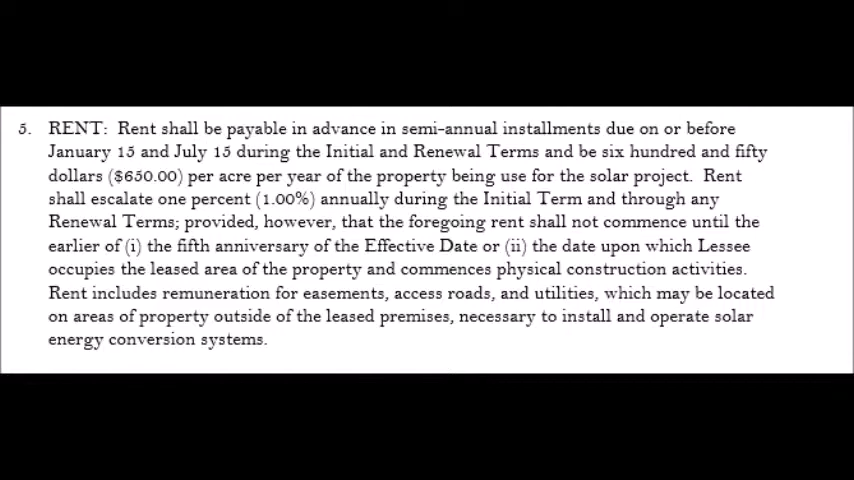 5. RENT: Rent shall be payable in advance in semi-annual installments due on or before
January 15 and July 15 during the Initial and Renewal Terms and be six hundred and fifty
dollars ($650.00) per acre per year of the property being use for the solar project. Rent
shall escalate one percent (1.00%) annually during the Initial Term and through any
Renewal Terms; provided, however, that the foregoing rent shall not commence until the
earlier of (i) the fifth anniversary of the Effective Date or (ii) the date upon which Lessee
occupies the leased area of the property and commences physical construction activities.
Rent includes remuneration for easements, access roads, and utilities, which may be located
on areas of property outside of the leased premises, necessary to install and operate solar
energy conversion systems.